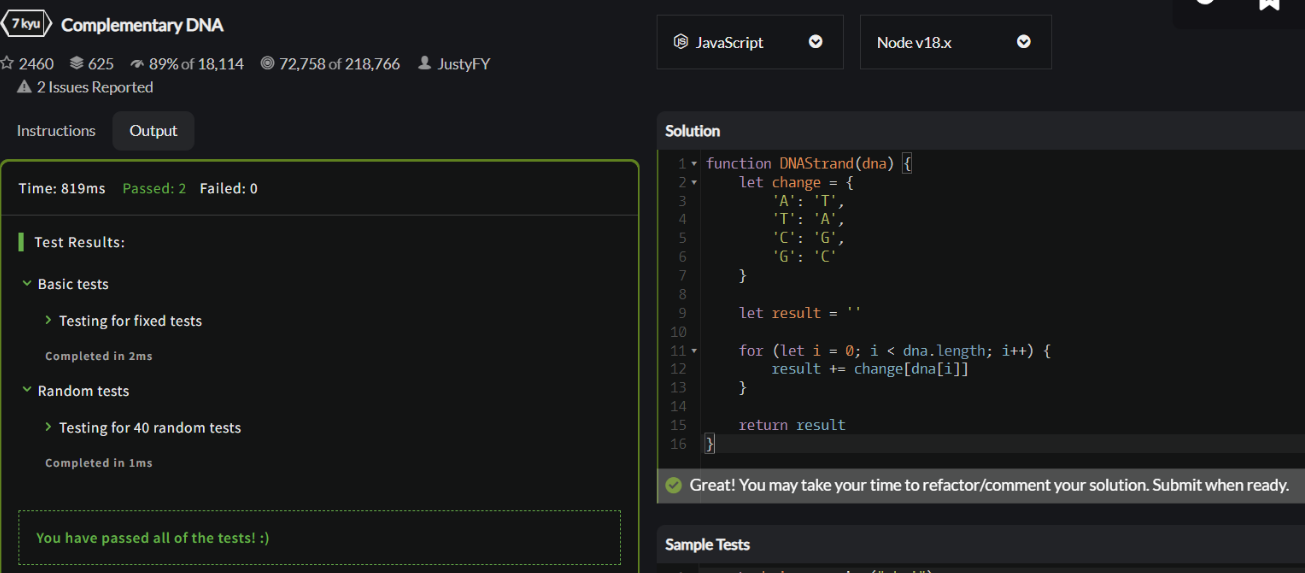 7 kyu Complementary DNA
2460 625 89% of 18,114 72,758 of 218,766 JustyFY
2 Issues Reported
Instructions Output
Time: 819ms Passed: 2 Failed: 0
Test Results:
Basic tests
Testing for fixed tests
Completed in 2ms
Random tests
Testing for 40 random tests
Completed in 1ms
You have passed all of the tests! :)
JavaScript Node v18.x
Solution
1 function DNAStrand(dna) {
2 let change = {
3 'A': 'T',
4 'T': 'A',
5 'C': 'G',
6 'G': 'C'
7 }
8
9 let result = ''
10
11 for (let i = 0; i < dna.length; i++) {
12 result += change[dna[i]]
13 }
14
15 return result
16 }
Great! You may take your time to refactor/comment your solution. Submit when ready.
Sample Tests